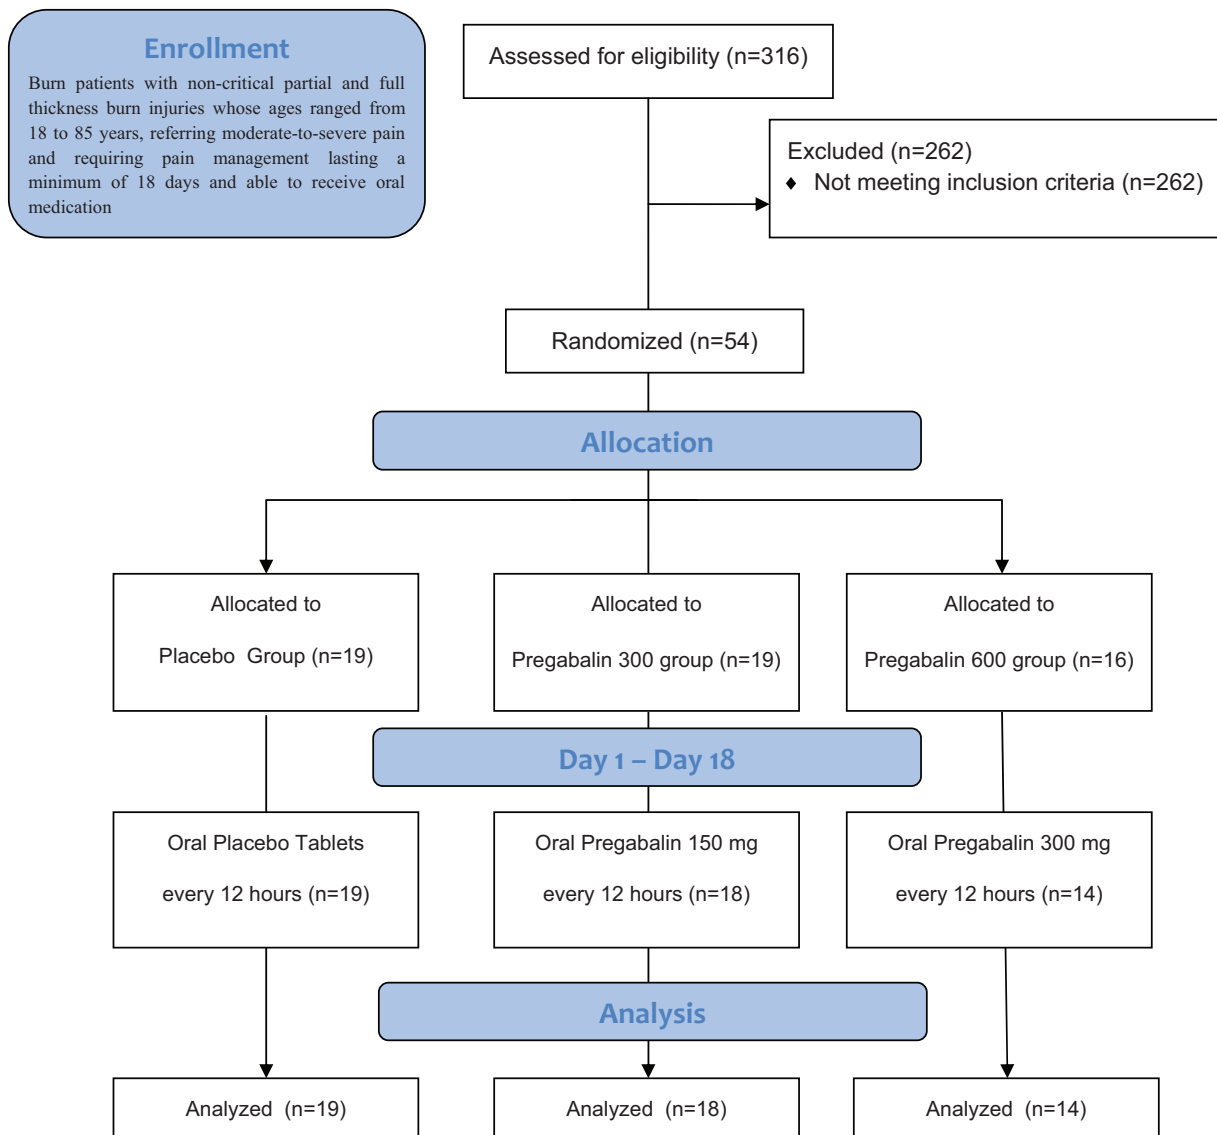 Enrollment
Burn patients with non-critical partial and full
thickness burn injuries whose ages ranged from
18 to 85 years, referring moderate-to-severe pain
and requiring pain management lasting a
minimum of 18 days and able to receive oral
medication
Assessed for eligibility (n=316)
Excluded (n=262)
♦ Not meeting inclusion criteria (n=262)
Randomized (n=54)
Allocation
Allocated to
Placebo Group (n=19)
Allocated to
Pregabalin 300 group (n=19)
Allocated to
Pregabalin 600 group (n=16)
Day 1 – Day 18
Oral Placebo Tablets
every 12 hours (n=19)
Oral Pregabalin 150 mg
every 12 hours (n=18)
Oral Pregabalin 300 mg
every 12 hours (n=14)
Analysis
Analyzed (n=19)
Analyzed (n=18)
Analyzed (n=14)